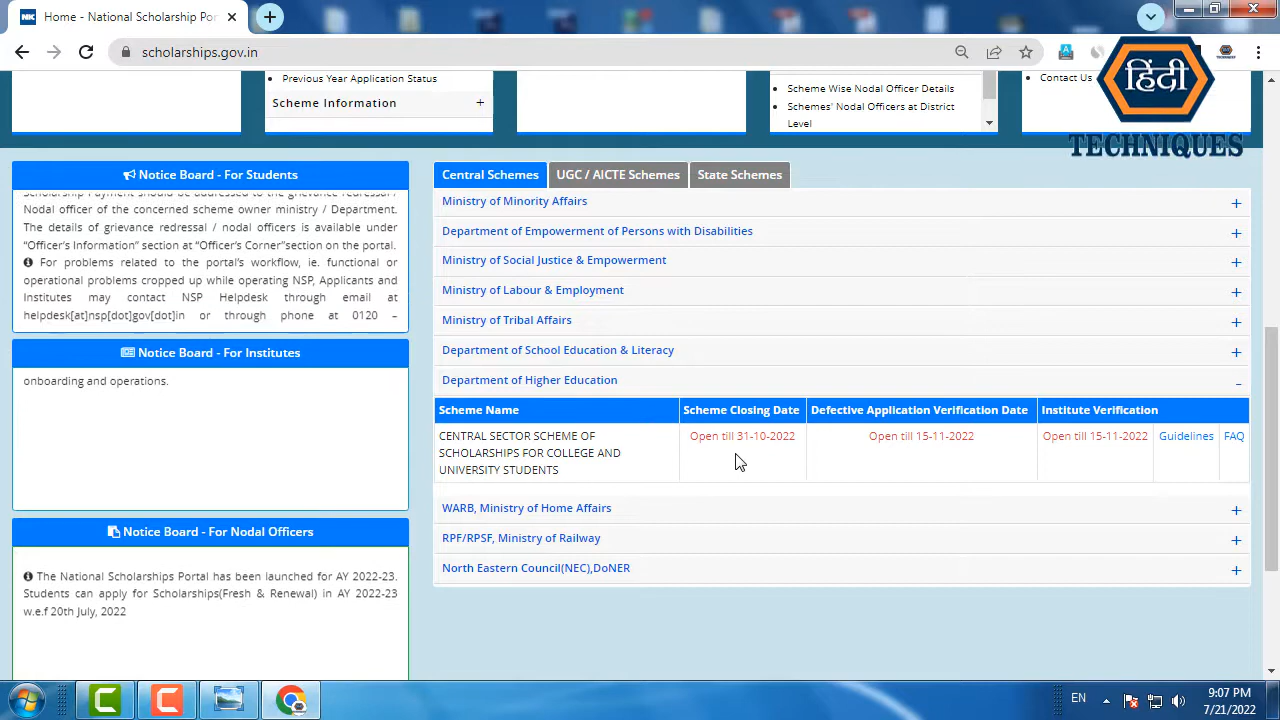 Home - National Scholarship Por
scholarships.gov.in
हिंदी
TECHNIQUES
Previous Year Application Status
Scheme Information +
Scheme Wise Nodal Officer Details
Schemes' Nodal Officers at District
Level
Contact Us
Notice Board - For Students
Scholarship Payment should be addressed to the grievance redressal /
Nodal officer of the concerned scheme owner ministry / Department.
The details of grievance redressal / nodal officers is available under
"Officer's Information" section at "Officer's Corner"section on the portal.
For problems related to the portal's workflow, ie. functional or
operational problems cropped up while operating NSP, Applicants and
Institutes may contact NSP Helpdesk through email at
helpdesk[at]nsp[dot]gov[dot]in or through phone at 0120 –
Notice Board - For Institutes
onboarding and operations.
Notice Board - For Nodal Officers
The National Scholarships Portal has been launched for AY 2022-23.
Students can apply for Scholarships(Fresh & Renewal) in AY 2022-23
w.e.f 20th July, 2022
Central Schemes UGC / AICTE Schemes State Schemes
Ministry of Minority Affairs +
Department of Empowerment of Persons with Disabilities +
Ministry of Social Justice & Empowerment +
Ministry of Labour & Employment +
Ministry of Tribal Affairs +
Department of School Education & Literacy +
Department of Higher Education –
Scheme Name Scheme Closing Date Defective Application Verification Date Institute Verification
CENTRAL SECTOR SCHEME OF Open till 31-10-2022 Open till 15-11-2022 Open till 15-11-2022 Guidelines FAQ
SCHOLARSHIPS FOR COLLEGE AND
UNIVERSITY STUDENTS
WARB, Ministry of Home Affairs +
RPF/RPSF, Ministry of Railway +
North Eastern Council(NEC),DoNER +
EN
9:07 PM
7/21/2022